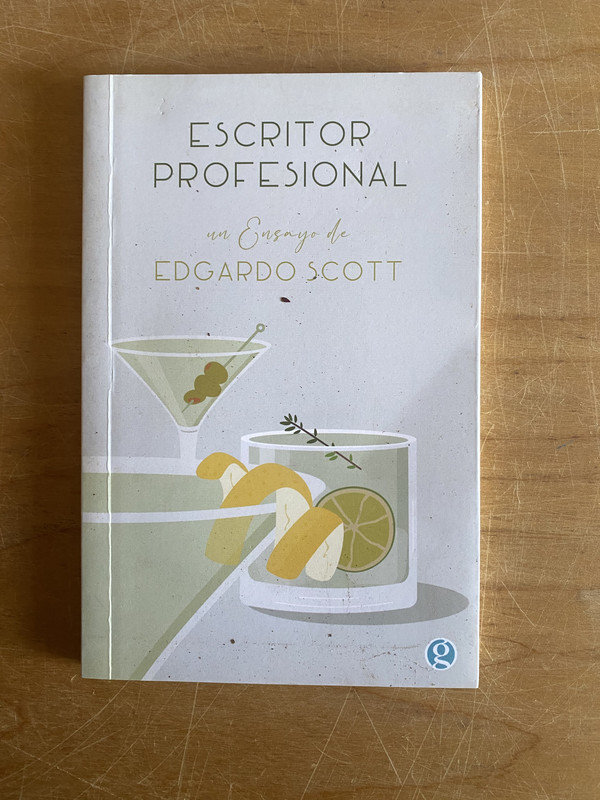 ESCRITOR
PROFESIONAL
un Ensayo de
EDGARDO SCOTT
g